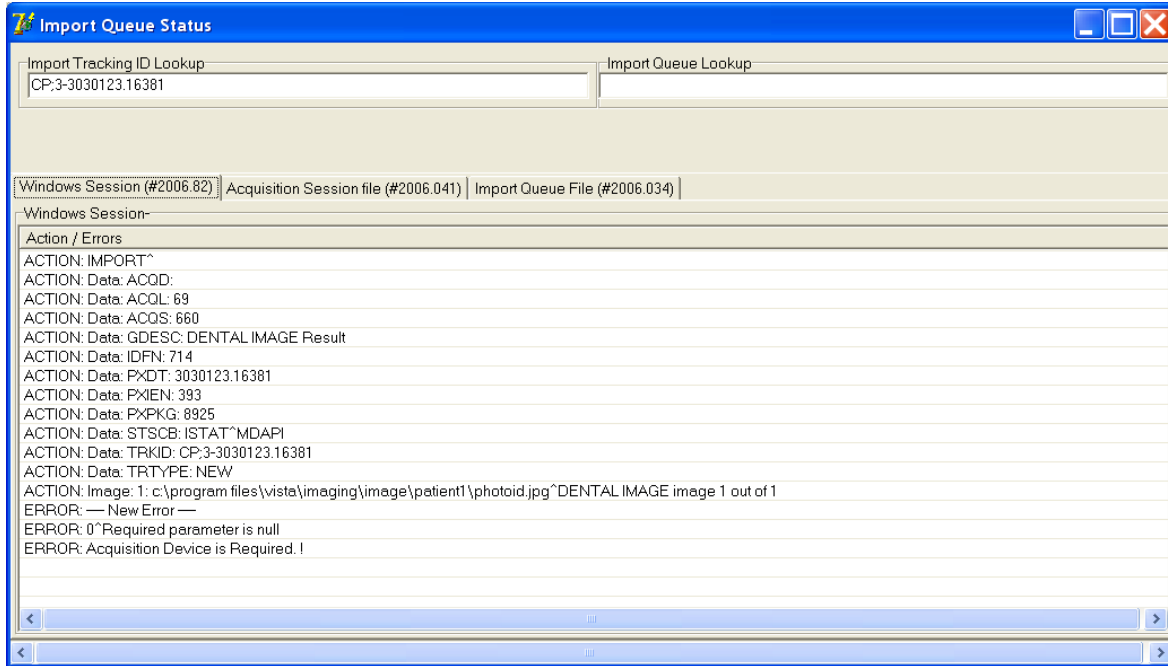 Import Queue Status
Import Tracking ID Lookup
Import Queue Lookup
CP;3-3030123.16381
Windows Session (#2006.82) Acquisition Session file (#2006.041) Import Queue File (#2006.034)
Windows Session-
Action / Errors
ACTION: IMPORT^
ACTION: Data: ACQD:
ACTION: Data: ACQL: 69
ACTION: Data: ACQS: 660
ACTION: Data: GDESC: DENTAL IMAGE Result
ACTION: Data: IDFN: 714
ACTION: Data: PXDT: 3030123.16381
ACTION: Data: PXIEN: 393
ACTION: Data: PXPKG: 8925
ACTION: Data: STSCB: ISTAT^MDAPI
ACTION: Data: TRKID: CP;3-3030123.16381
ACTION: Data: TRTYPE: NEW
ACTION: Image: 1: c:\program files\vista\imaging\image\patient1\photoid.jpg^DENTAL IMAGE image 1 out of 1
ERROR: ---- New Error ----
ERROR: 0^Required parameter is null
ERROR: Acquisition Device is Required. !